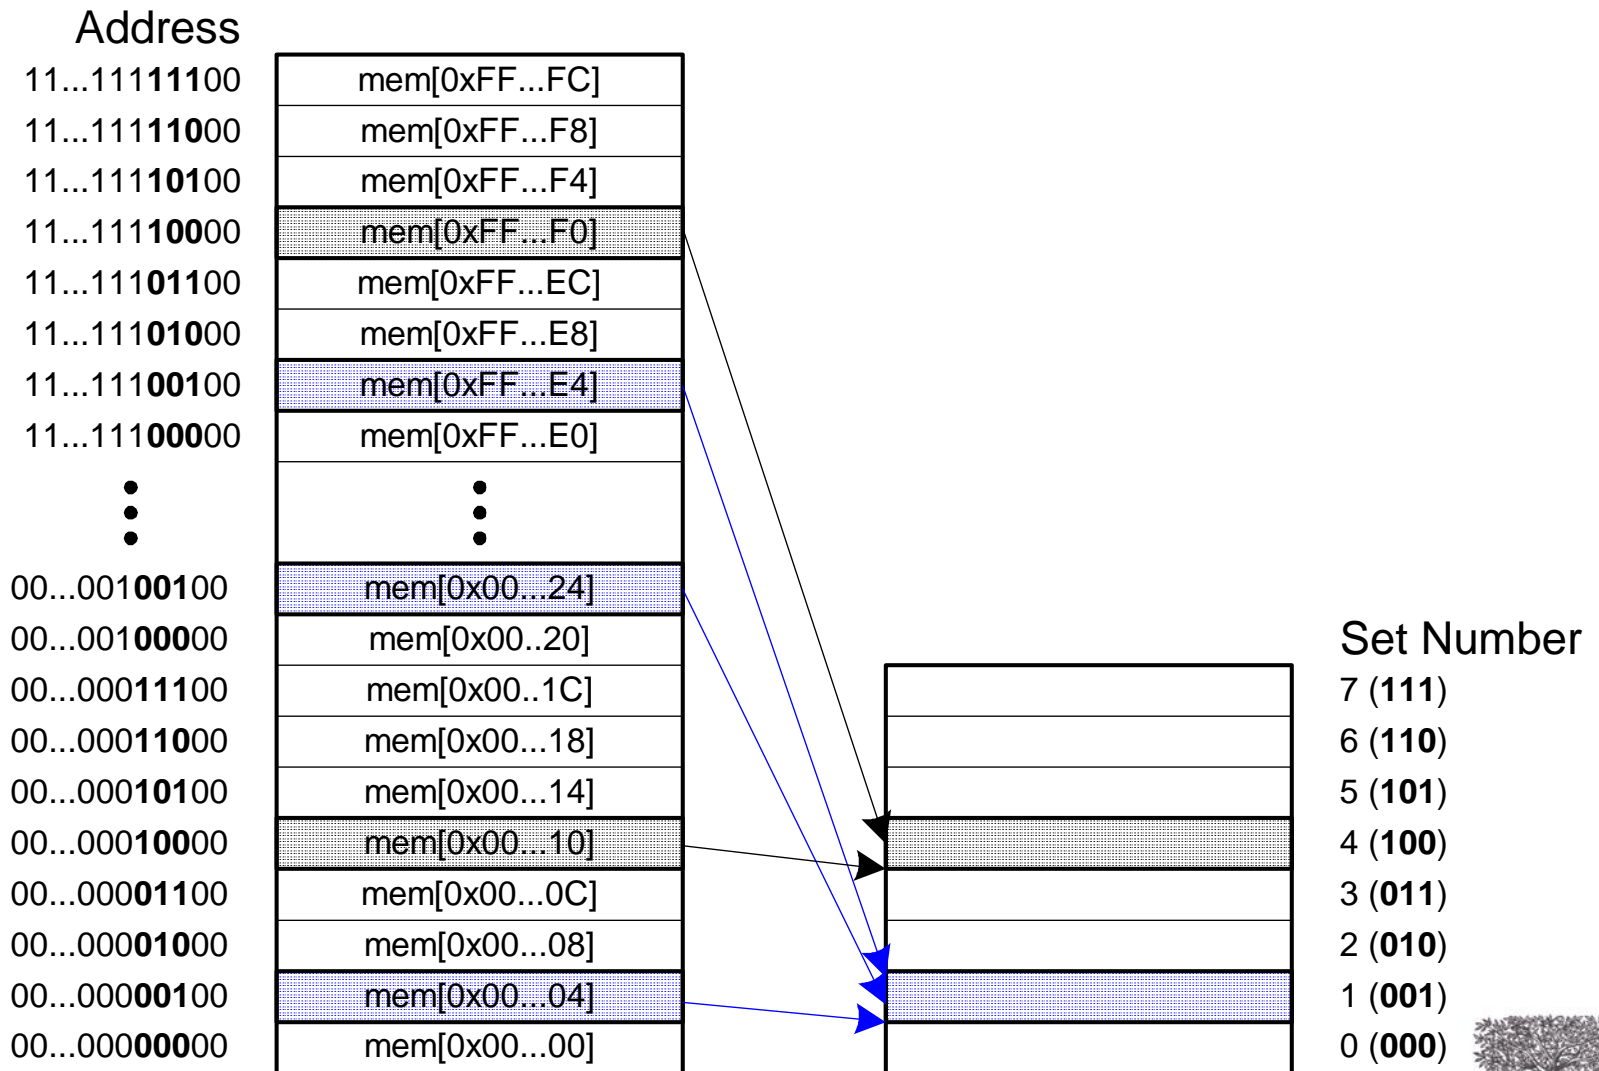 Address
11...11111100 mem[0xFF...FC]
11...11111000 mem[0xFF...F8]
11...11110100 mem[0xFF...F4]
11...11110000 mem[0xFF...F0]
11...11101100 mem[0xFF...EC]
11...11101000 mem[0xFF...E8]
11...11100100 mem[0xFF...E4]
11...11100000 mem[0xFF...E0]
00...00100100 mem[0x00...24]
00...00100000 mem[0x00..20] Set Number
00...00011100 mem[0x00..1C] 7 (111)
00...00011000 mem[0x00...18] 6 (110)
00...00010100 mem[0x00...14] 5 (101)
00...00010000 mem[0x00...10] 4 (100)
00...00001100 mem[0x00...0C] 3 (011)
00...00001000 mem[0x00...08] 2 (010)
00...00000100 mem[0x00...04] 1 (001)
00...00000000 mem[0x00...00] 0 (000)